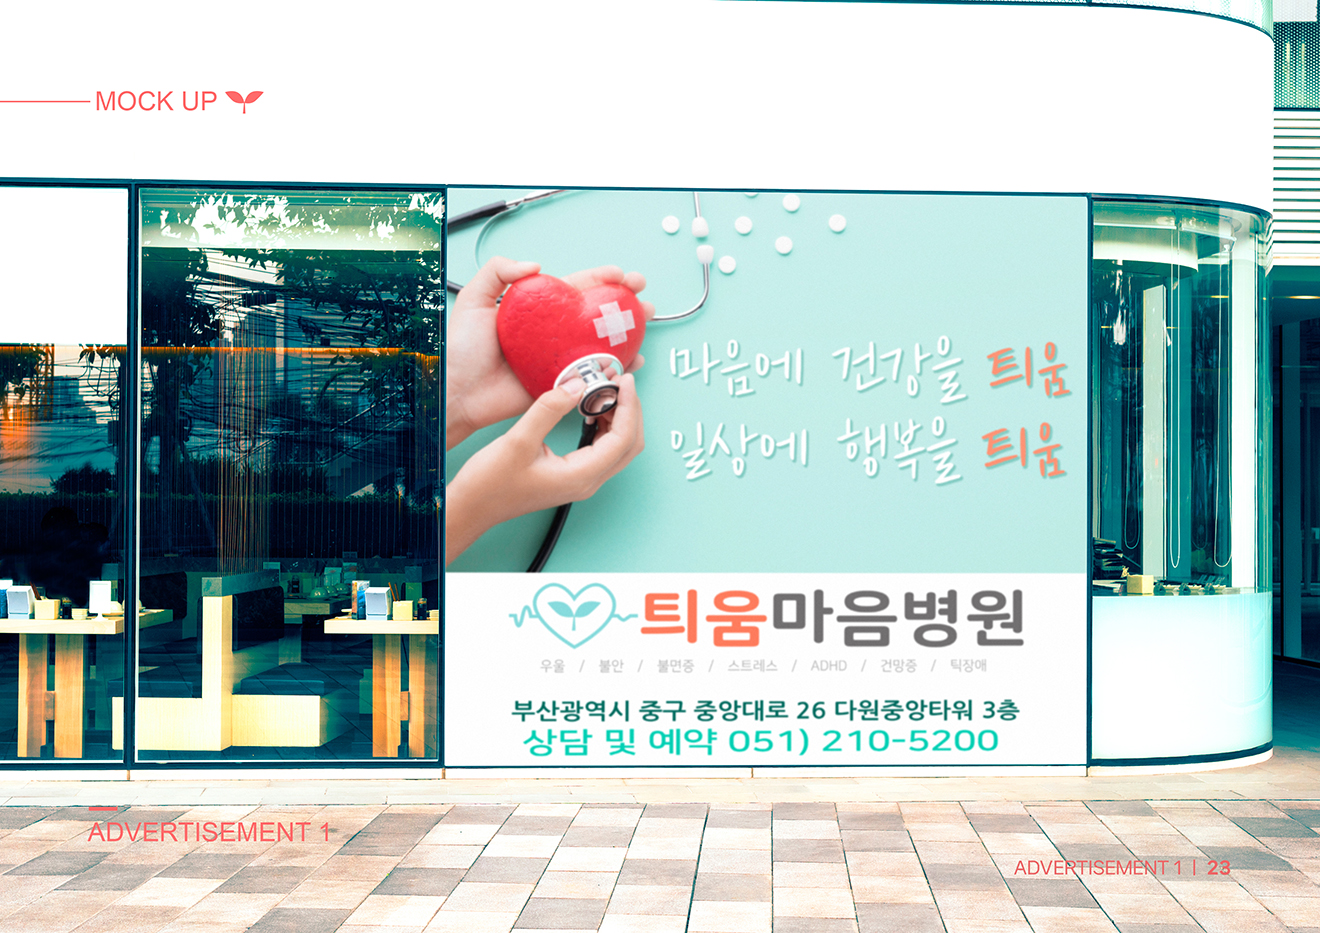 MOCK UP
마음에 건강을 틔움
일상에 행복을 틔움
틔움마음병원
우울 / 불안 / 불면증 / 스트레스 / ADHD / 건망증 / 틱장애
부산광역시 중구 중앙대로 26 다원중앙타워 3층
상담 및 예약 051) 210-5200
ADVERTISEMENT 1
ADVERTISEMENT 1 | 23